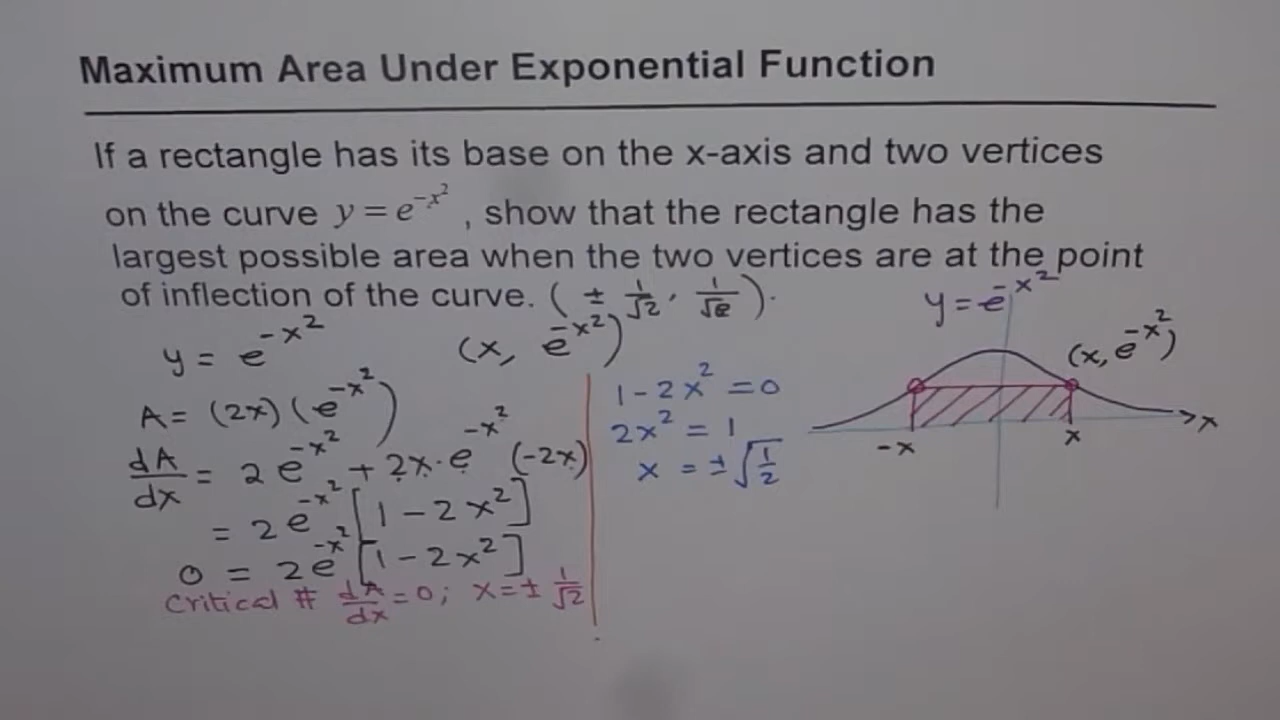 Maximum Area Under Exponential Function
If a rectangle has its base on the x-axis and two vertices
on the curve y = e^{-x^2} , show that the rectangle has the
largest possible area when the two vertices are at the point
of inflection of the curve. (± 1/√2, 1/√e).
y = e^{-x^2}
(x, e^{-x^2})
A = (2x)(e^{-x^2})
dA/dx = 2e^{-x^2} + 2x·e^{-x^2} (-2x)
= 2e^{-x^2} [1 - 2x^2]
0 = 2e^{-x^2} [1 - 2x^2]
Critical # dA/dx = 0; x = ± 1/√2
1 - 2x^2 = 0
2x^2 = 1
x = ± √(1/2)
y = e^{-x^2}
(x, e^{-x^2})
-x
x
x